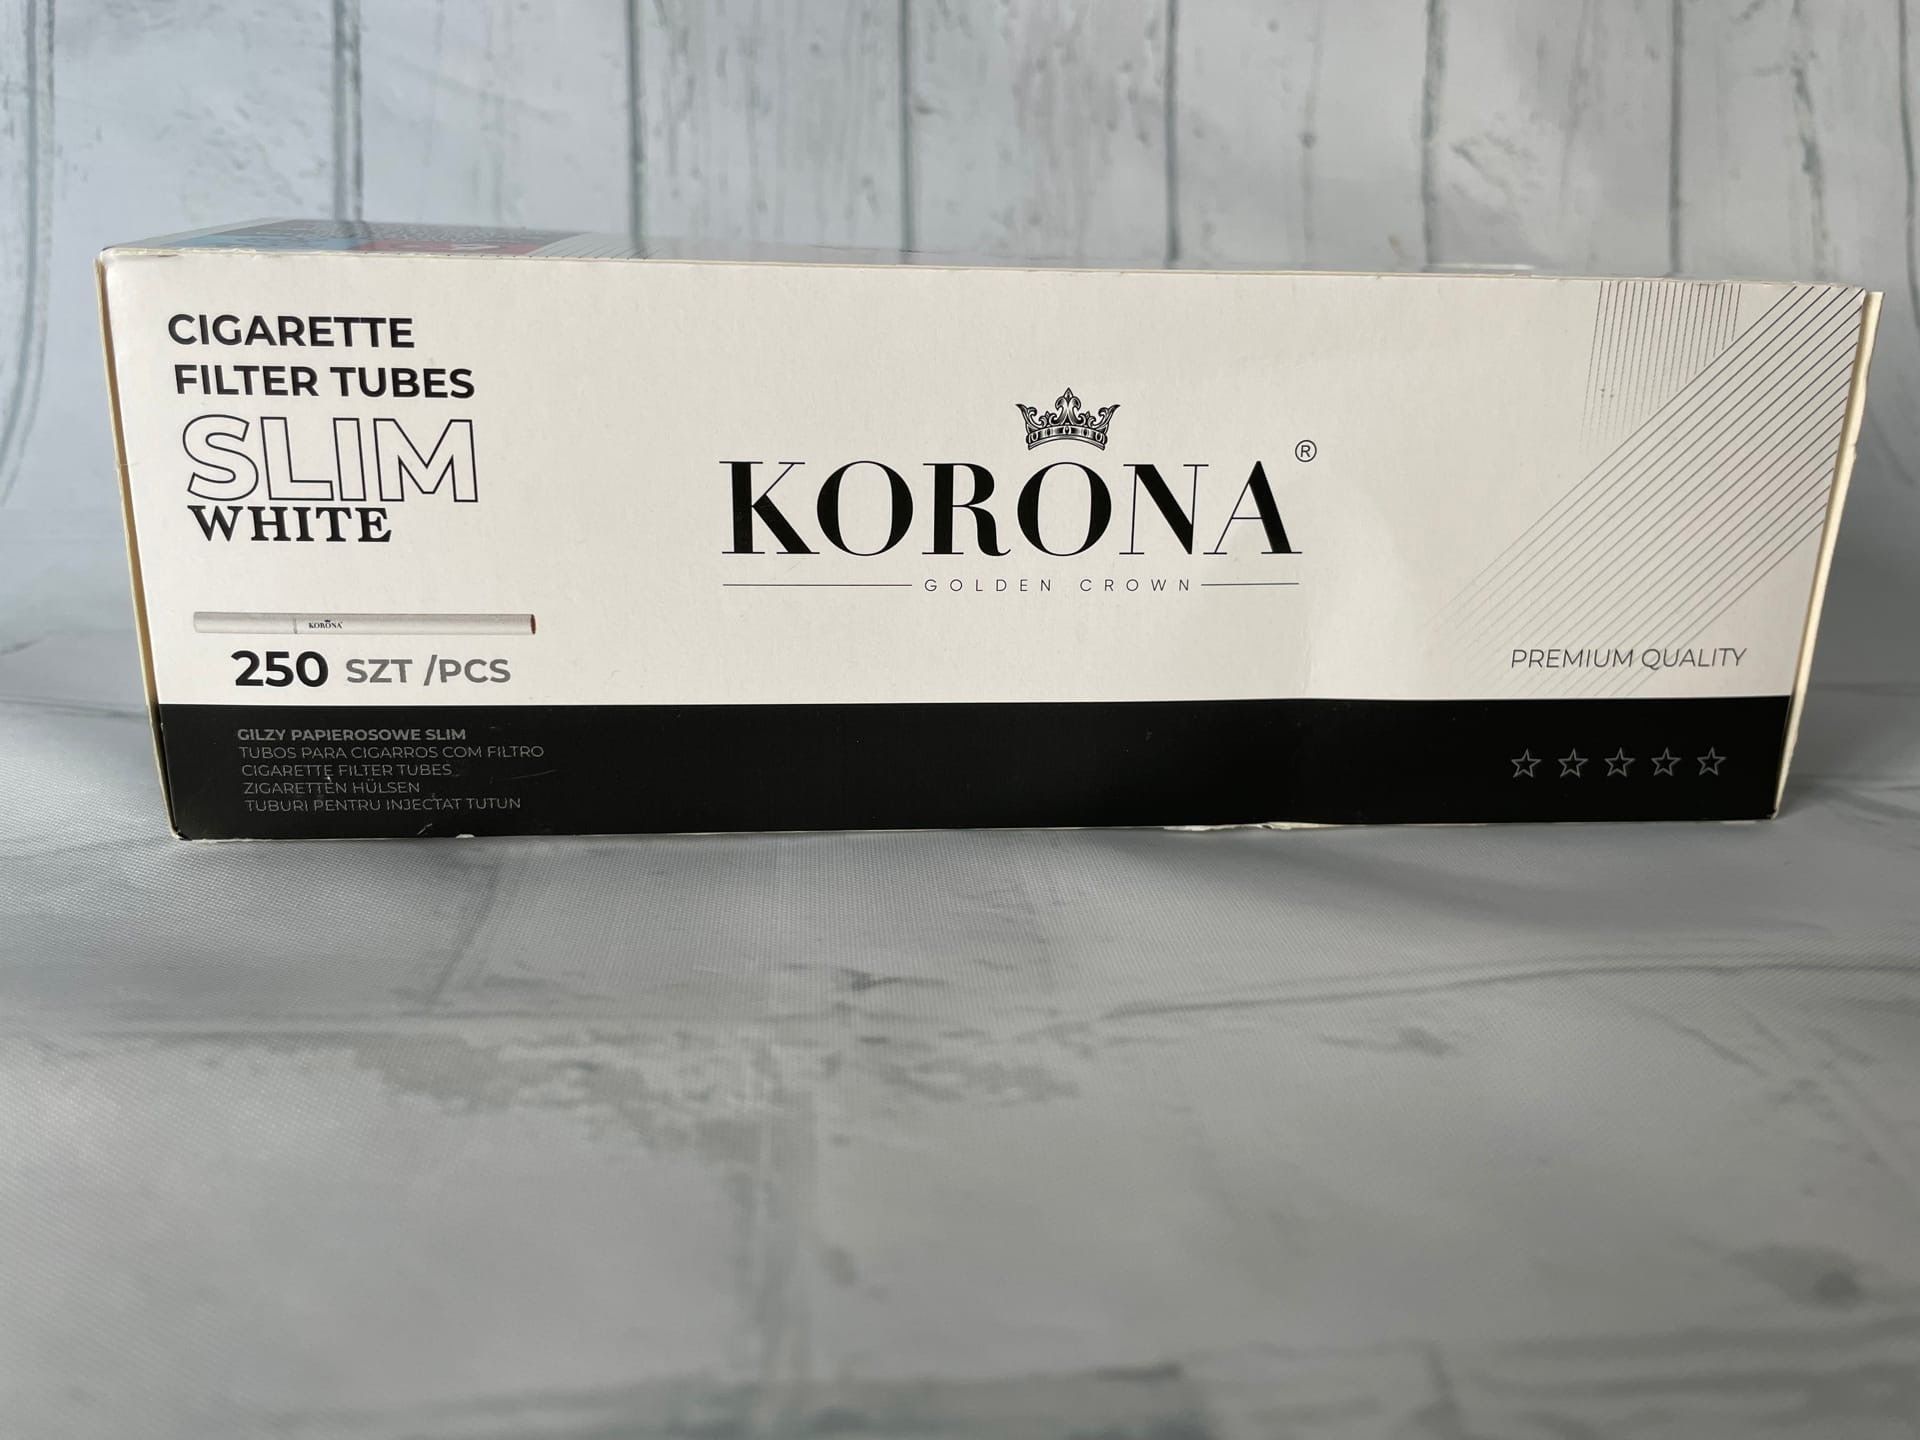 CIGARETTE
FILTER TUBES
SLIM
WHITE
KORONA
250 SZT /PCS
KORONA®
GOLDEN CROWN
PREMIUM QUALITY
GILZY PAPIEROSOWE SLIM
TUBOS PARA CIGARROS COM FILTRO
CIGARETTE FILTER TUBES
ZIGARETTEN HÜLSEN
TUBURI PENTRU INJECTAT TUTUN